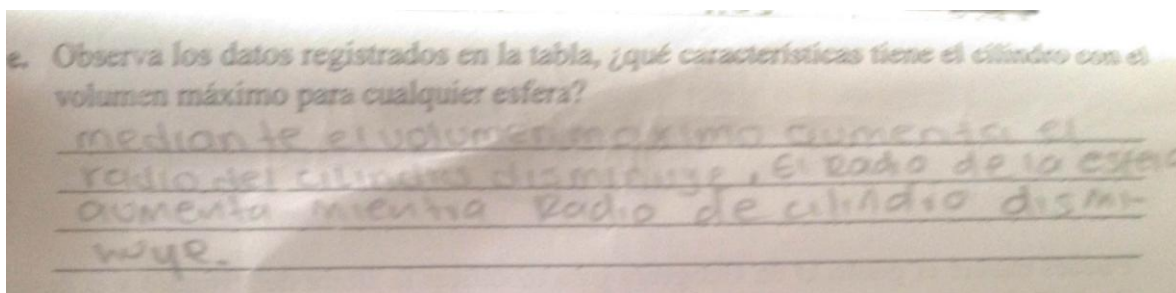 e. Observa los datos registrados en la tabla, ¿qué características tiene el cilindro con el
volumen máximo para cualquier esfera?
mediante el volumen maximo aumenta el
radio del cilindro disminuye, El Radio de la esfera
aumenta mientra Radio de cilindro dismi-
nuye.